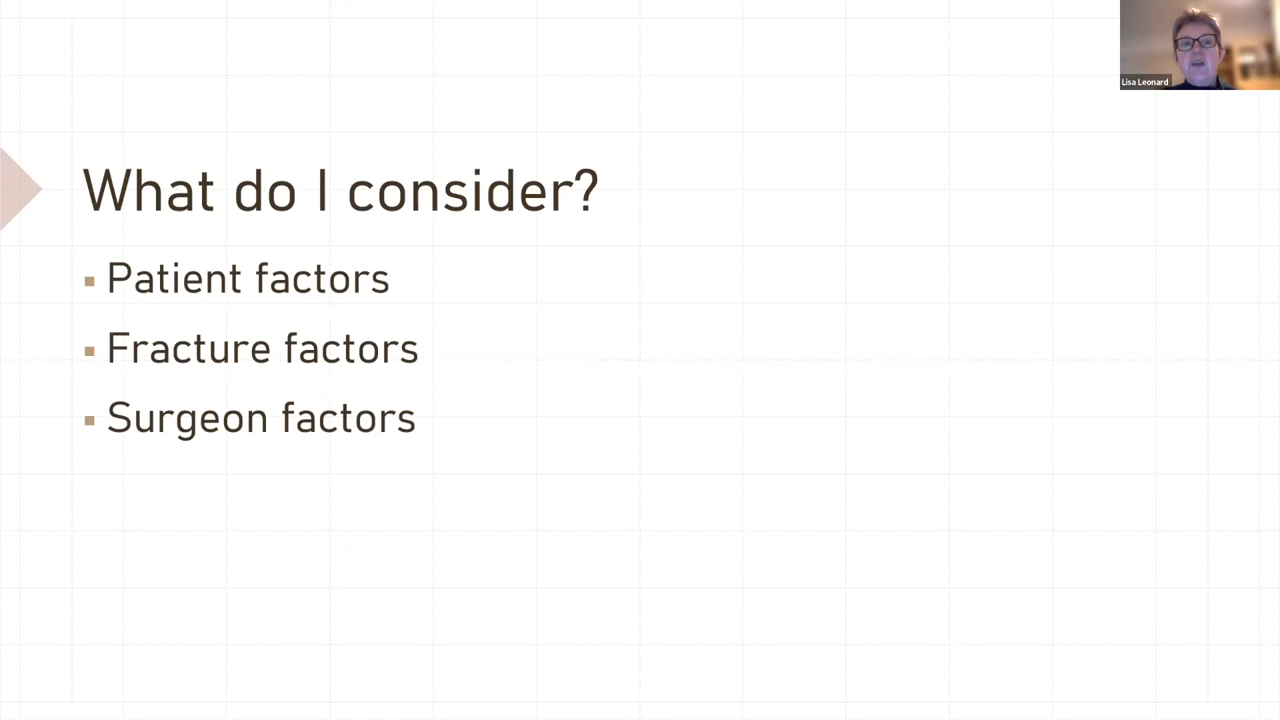 Lisa Leonard
What do I consider?
▪ Patient factors
▪ Fracture factors
▪ Surgeon factors